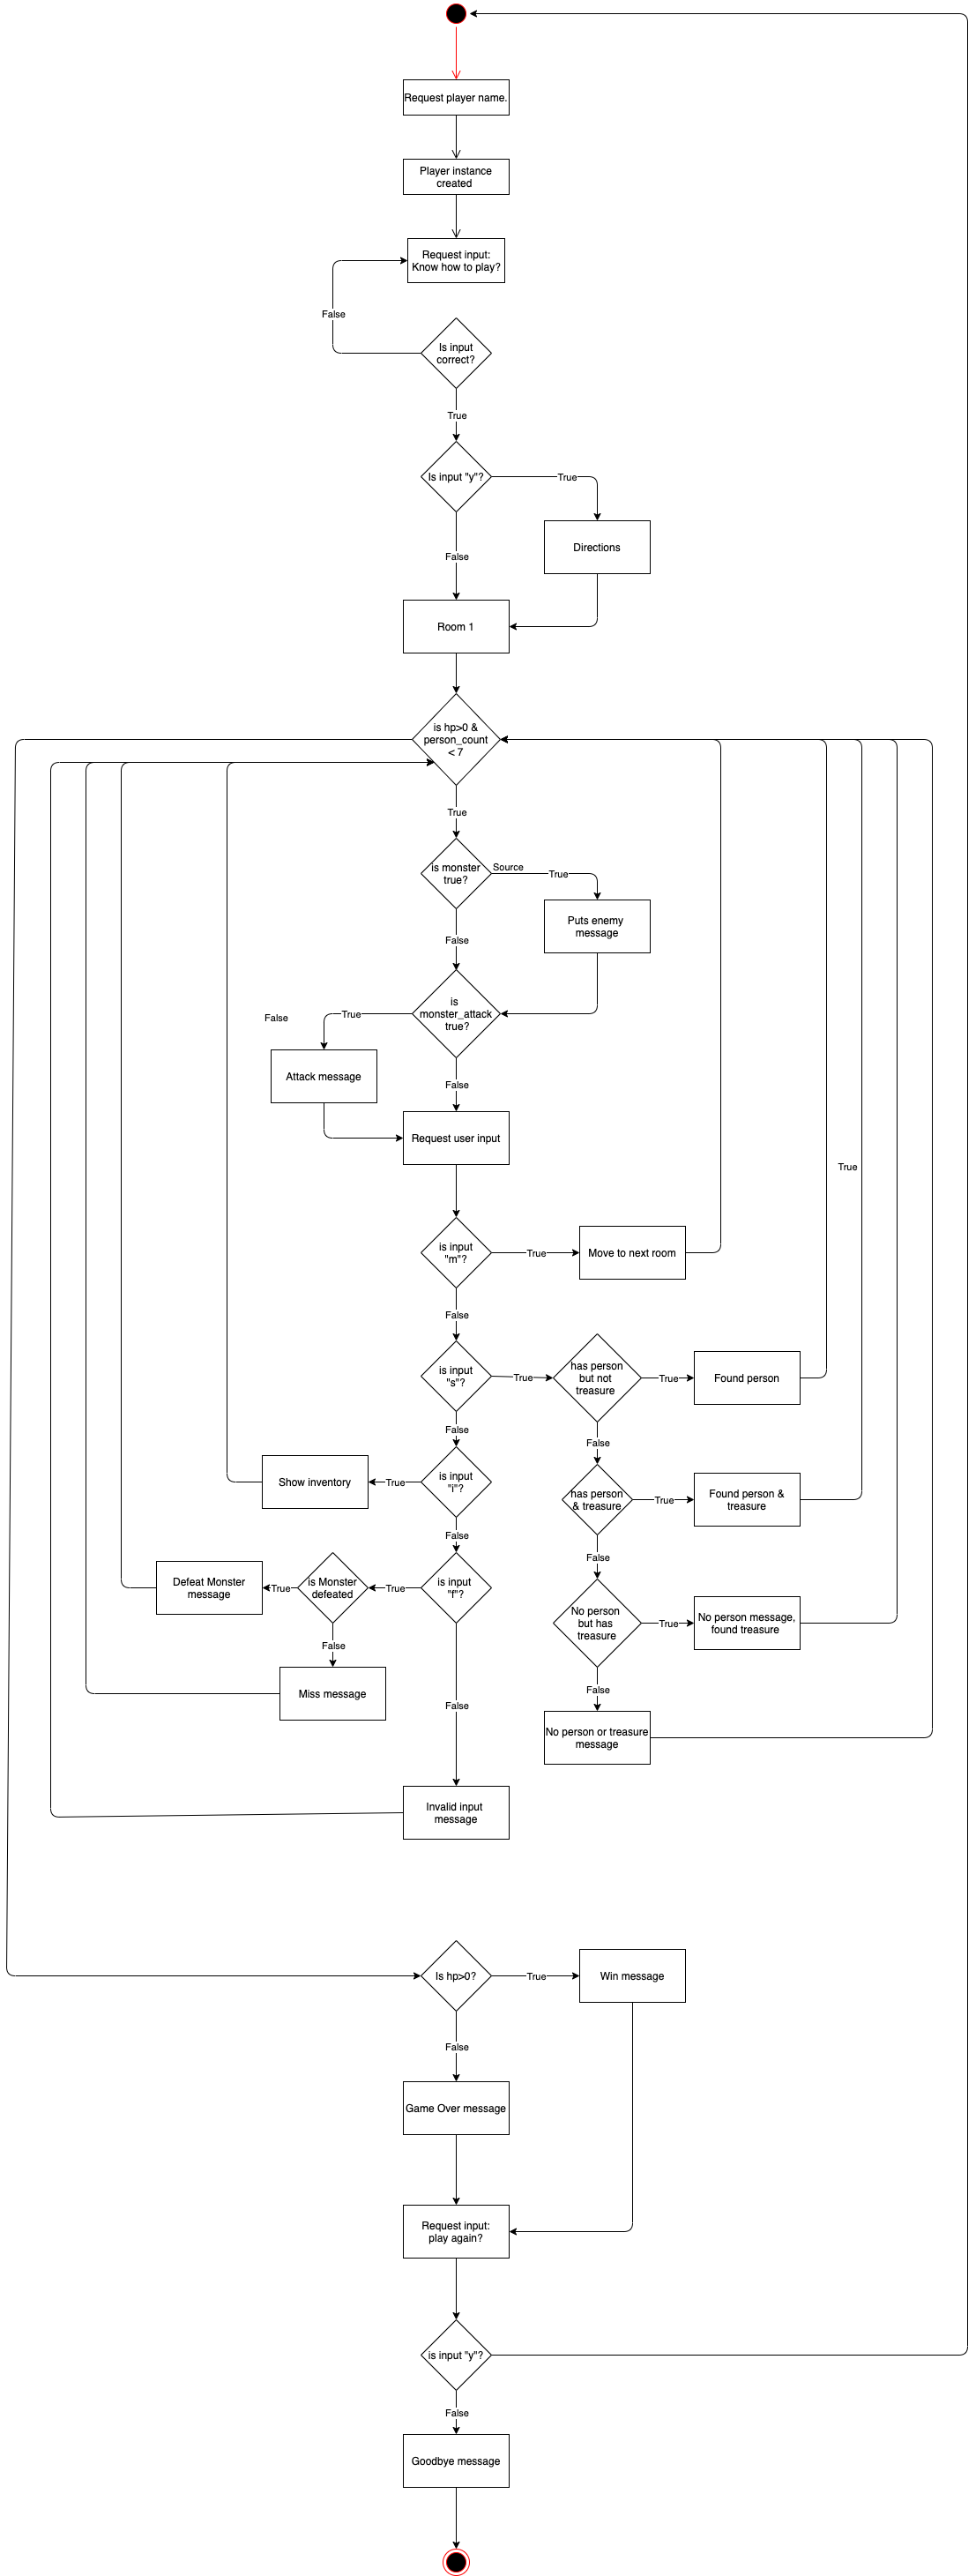 Request player name.
Player instance
created
Request input:
Know how to play?
False
Is input
correct?
True
Is input "y"?
True
False
Directions
Room 1
is hp>0 &
person_count
< 7
True
is monster
true?
Source
True
Puts enemy
message
False
is
monster_attack
true?
True
False
Attack message
False
Request user input
True
is input
"m"?
True
Move to next room
False
is input
"s"?
True
has person
but not
treasure
True
Found person
False
False
Show inventory
True
is input
"i"?
has person
& treasure
True
Found person &
treasure
False
False
Defeat Monster
message
True
is Monster
defeated
True
is input
"f"?
No person
but has
treasure
True
No person message,
found treasure
False
Miss message
False
False
No person or treasure
message
Invalid input
message
Is hp>0?
True
Win message
False
Game Over message
Request input:
play again?
is input "y"?
False
Goodbye message